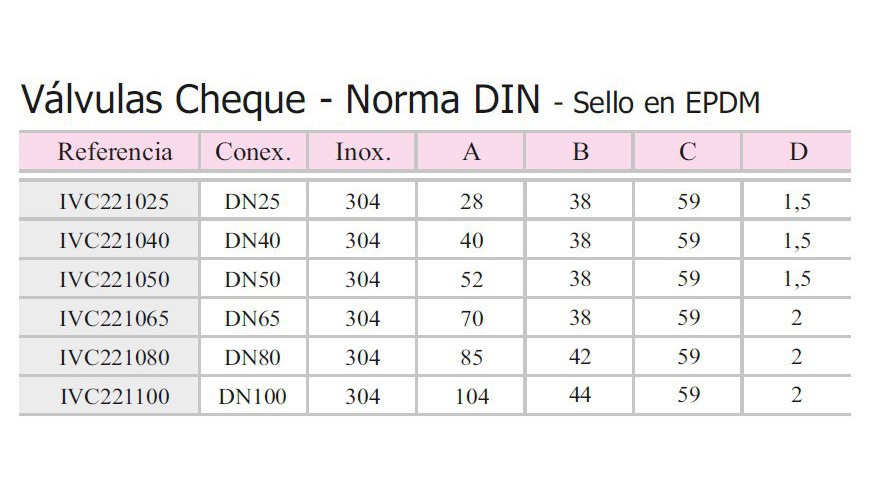 Válvulas Cheque - Norma DIN - Sello en EPDM
Referencia Conex. Inox. A B C D
IVC221025 DN25 304 28 38 59 1,5
IVC221040 DN40 304 40 38 59 1,5
IVC221050 DN50 304 52 38 59 1,5
IVC221065 DN65 304 70 38 59 2
IVC221080 DN80 304 85 42 59 2
IVC221100 DN100 304 104 44 59 2